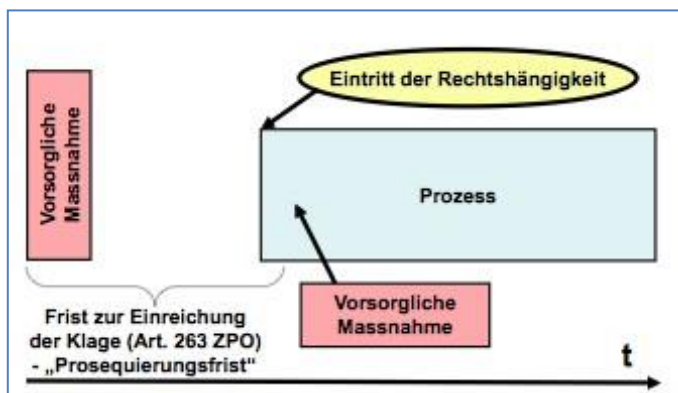 Vorsorgliche
Massnahme
Eintritt der Rechtshängigkeit
Prozess
Vorsorgliche
Massnahme
Frist zur Einreichung
der Klage (Art. 263 ZPO)
- „Prosequierungsfrist“
t